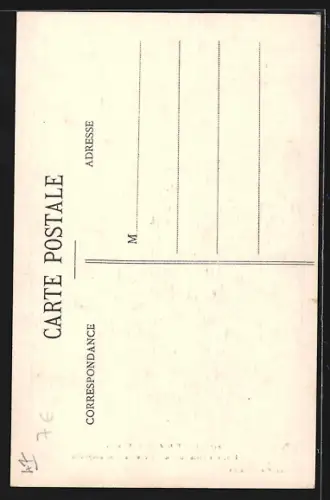 CARTE POSTALE
CORRESPONDANCE
ADRESSE
M
7€